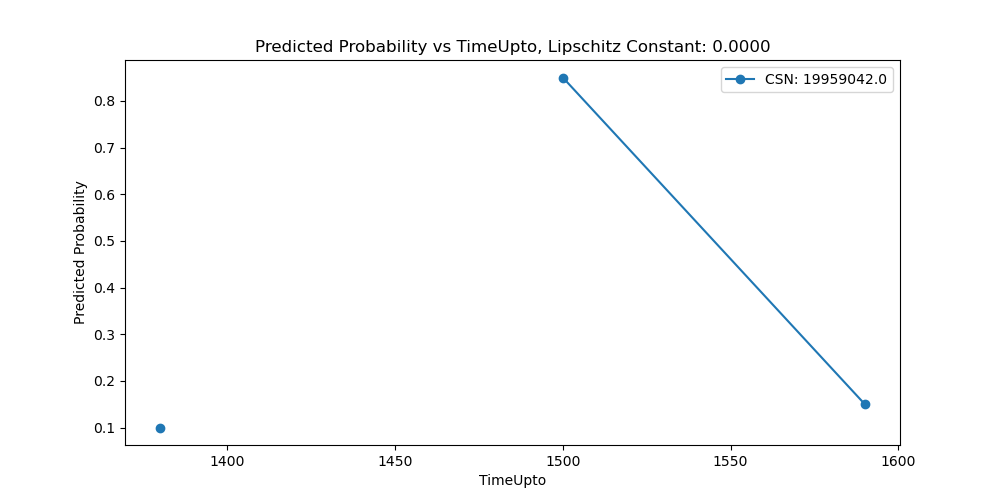 Predicted Probability vs TimeUpto, Lipschitz Constant: 0.0000
CSN: 19959042.0
Predicted Probability
0.8
0.7
0.6
0.5
0.4
0.3
0.2
0.1
1400 1450 1500 1550 1600
TimeUpto